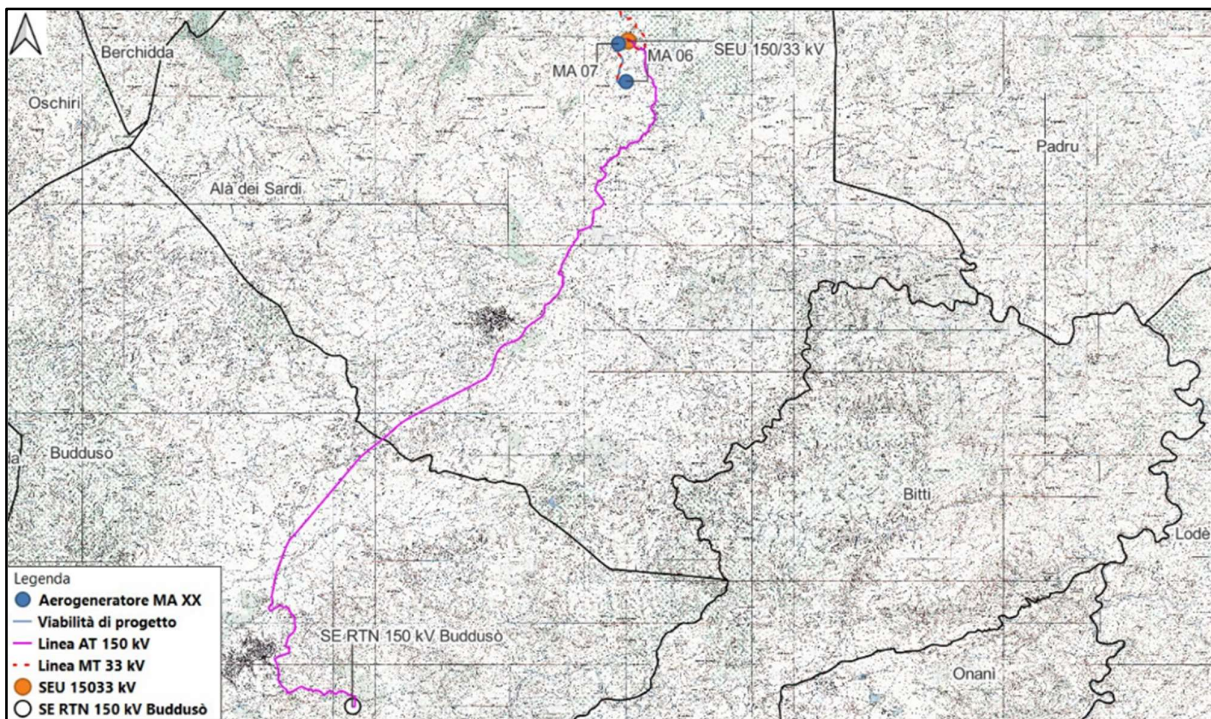 Berchidda
SEU 150/33 kV
MA 07
MA 06
Oschiri
Padru
Alà dei Sardi
Buddusò
Bitti
Lodè
Legenda
Aerogeneratore MA XX
Viabilità di progetto
Linea AT 150 kV
Linea MT 33 kV
SEU 15033 kV
SE RTN 150 kV Buddusò
SE RTN 150 kV Buddusò
Onanì